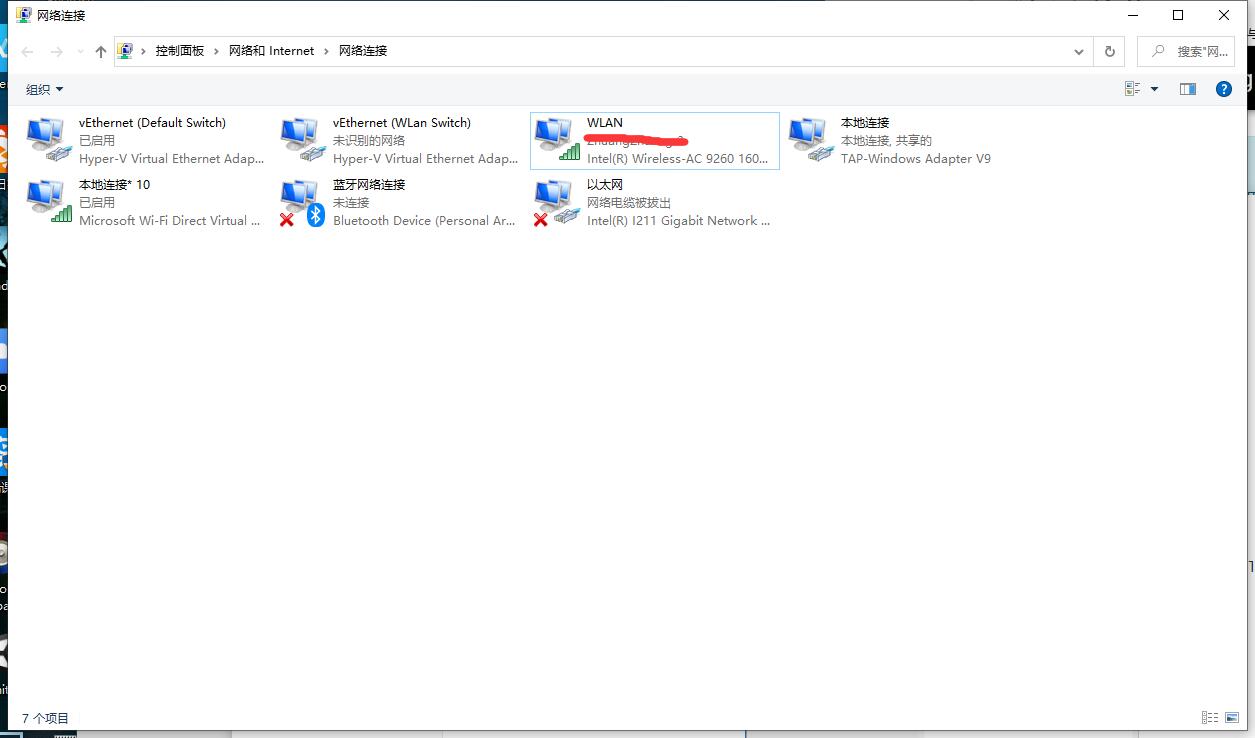 网络连接
控制面板 › 网络和 Internet › 网络连接
搜索"网...
组织
vEthernet (Default Switch)
已启用
Hyper-V Virtual Ethernet Adap...
vEthernet (WLan Switch)
未识别的网络
Hyper-V Virtual Ethernet Adap...
WLAN
Intel(R) Wireless-AC 9260 160...
本地连接
本地连接, 共享的
TAP-Windows Adapter V9
本地连接* 10
已启用
Microsoft Wi-Fi Direct Virtual ...
蓝牙网络连接
未连接
Bluetooth Device (Personal Ar...
以太网
网络电缆被拔出
Intel(R) I211 Gigabit Network ...
7 个项目